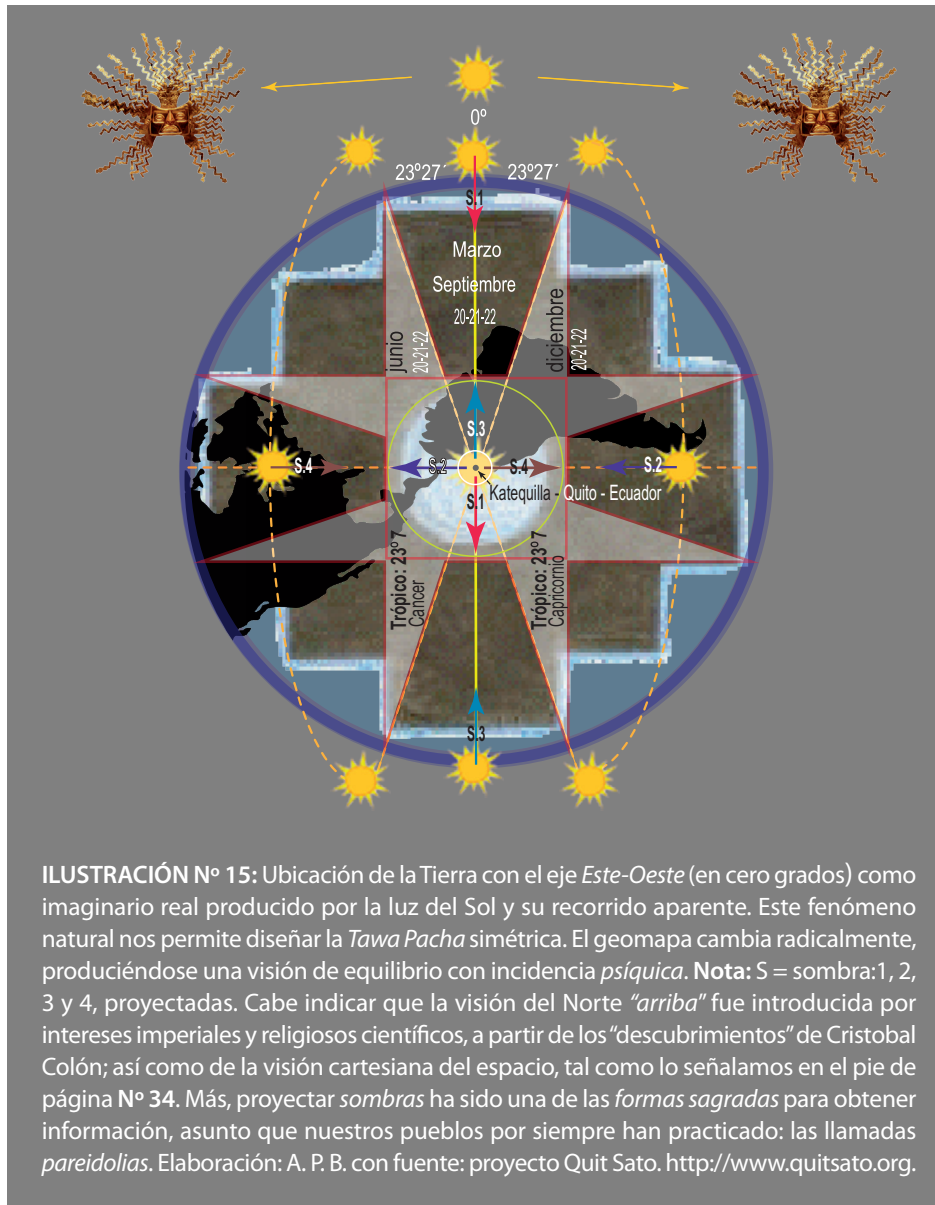 0º
23º27´ 23º27´
S.1
Marzo
Septiembre
20-21-22
junio
20-21-22
diciembre
20-21-22
S.3
S.4 S.2 S.4 S.2
Katequilla - Quito - Ecuador
S.1
Trópico: 23º7
Cancer
Trópico: 23º7
Capricornio
S.3
ILUSTRACIÓN Nº 15: Ubicación de la Tierra con el eje Este-Oeste (en cero grados) como
imaginario real producido por la luz del Sol y su recorrido aparente. Este fenómeno
natural nos permite diseñar la Tawa Pacha simétrica. El geomapa cambia radicalmente,
produciéndose una visión de equilibrio con incidencia psíquica. Nota: S = sombra:1, 2,
3 y 4, proyectadas. Cabe indicar que la visión del Norte “arriba” fue introducida por
intereses imperiales y religiosos científicos, a partir de los “descubrimientos” de Cristobal
Colón; así como de la visión cartesiana del espacio, tal como lo señalamos en el pie de
página Nº 34. Más, proyectar sombras ha sido una de las formas sagradas para obtener
información, asunto que nuestros pueblos por siempre han practicado: las llamadas
pareidolias. Elaboración: A. P. B. con fuente: proyecto Quit Sato. http://www.quitsato.org.